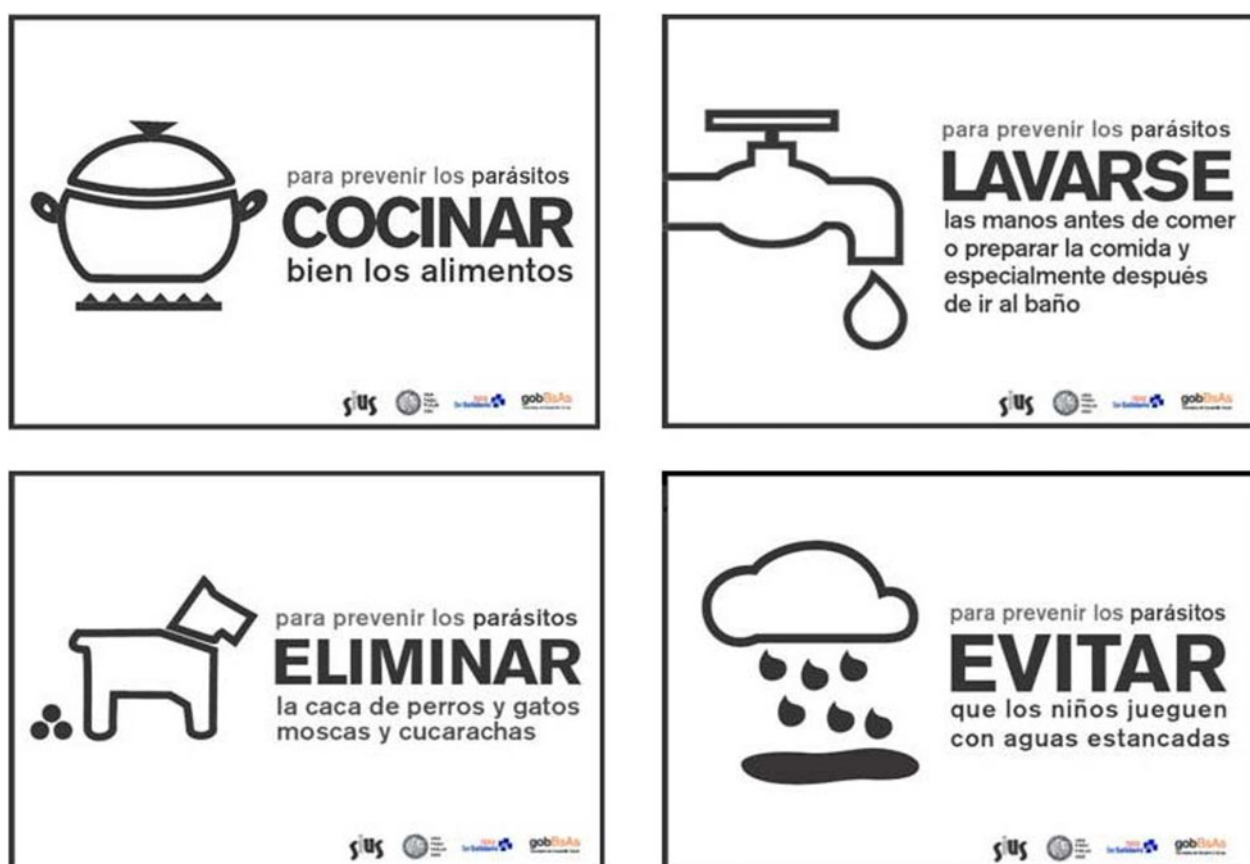 para prevenir los parásitos
COCINAR
bien los alimentos
sius
gobBsAs
para prevenir los parásitos
LAVARSE
las manos antes de comer
o preparar la comida y
especialmente después
de ir al baño
sius
gobBsAs
para prevenir los parásitos
ELIMINAR
la caca de perros y gatos
moscas y cucarachas
sius
gobBsAs
para prevenir los parásitos
EVITAR
que los niños jueguen
con aguas estancadas
sius
gobBsAs